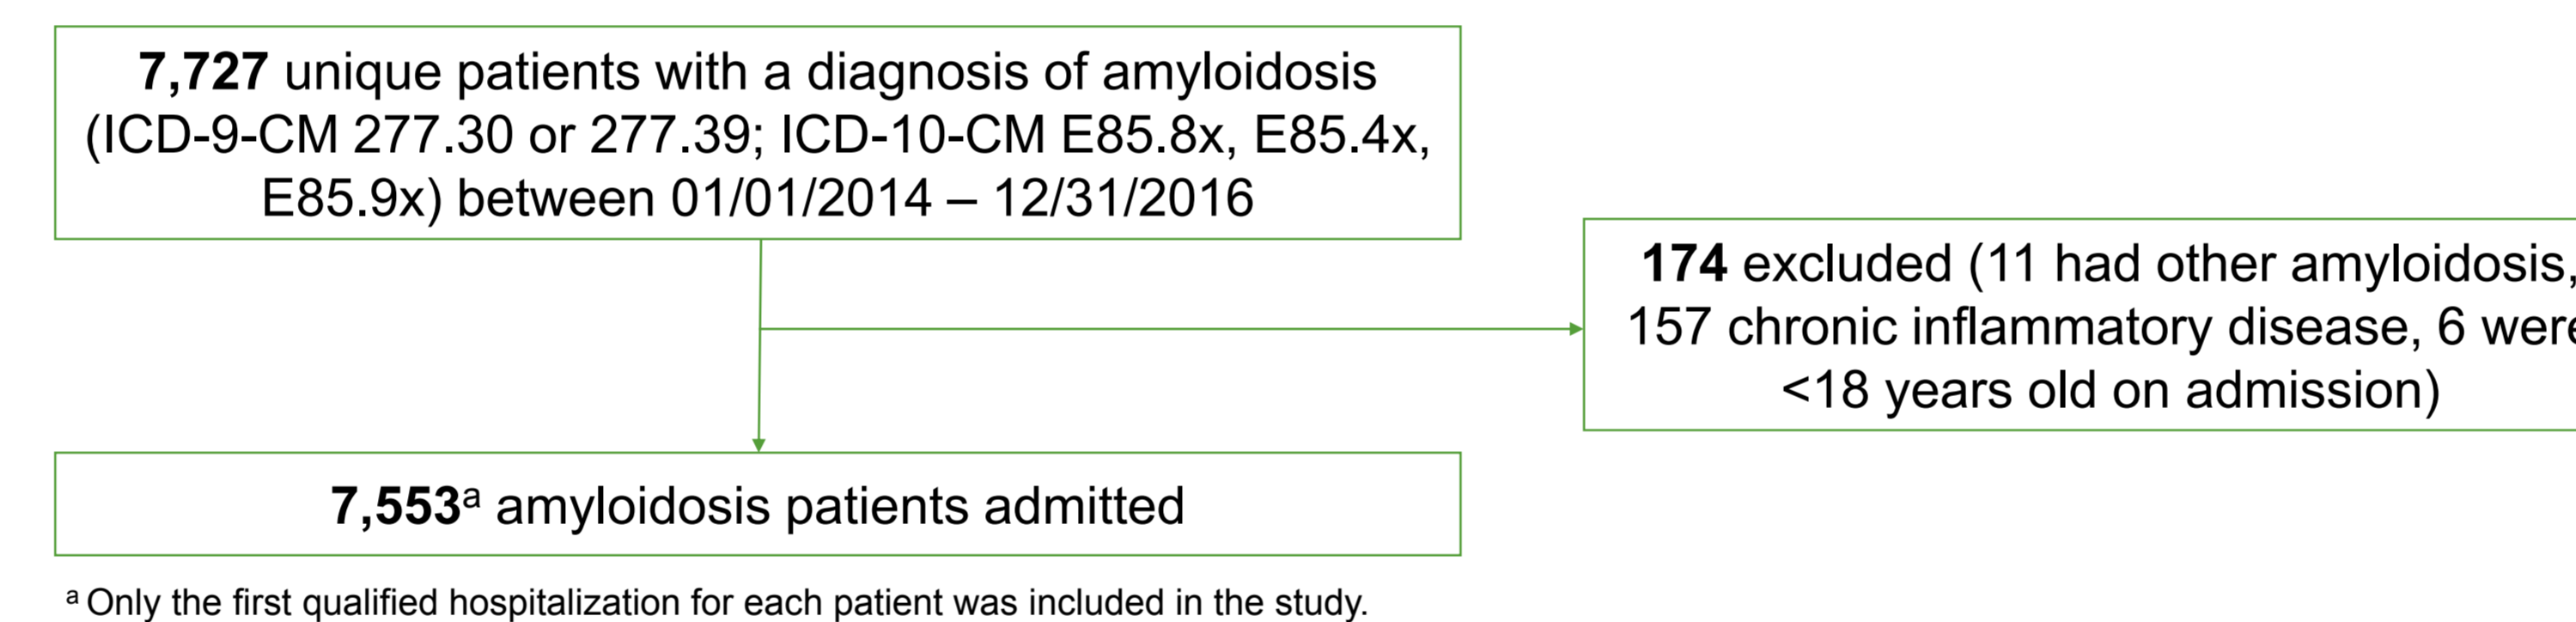 7,727 unique patients with a diagnosis of amyloidosis
(ICD-9-CM 277.30 or 277.39; ICD-10-CM E85.8x, E85.4x,
E85.9x) between 01/01/2014 – 12/31/2016
174 excluded (11 had other amyloidosis,
157 chronic inflammatory disease, 6 were
<18 years old on admission)
7,553ª amyloidosis patients admitted
ª Only the first qualified hospitalization for each patient was included in the study.